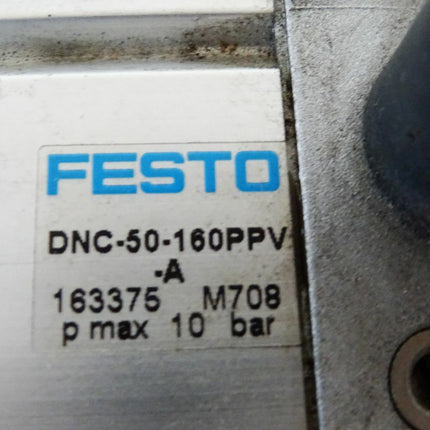 FESTO
DNC-50-160PPV
-A
163375 M708
p max 10 bar